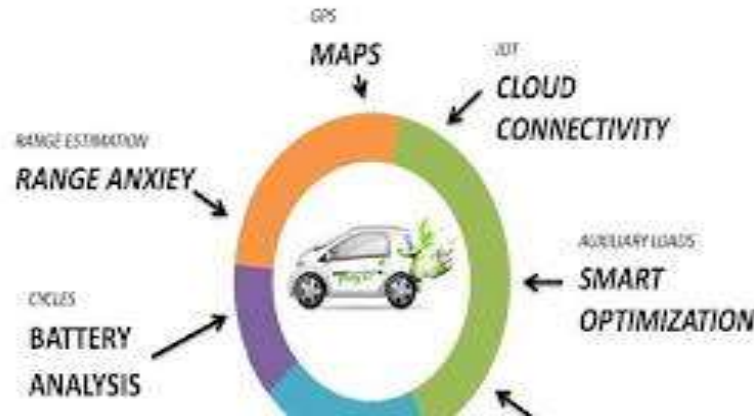 GPS
MAPS
IOT
CLOUD
CONNECTIVITY
RANGE ESTIMATION
RANGE ANXIEY
AUXILIARY LOADS
SMART
OPTIMIZATION
CYCLES
BATTERY
ANALYSIS